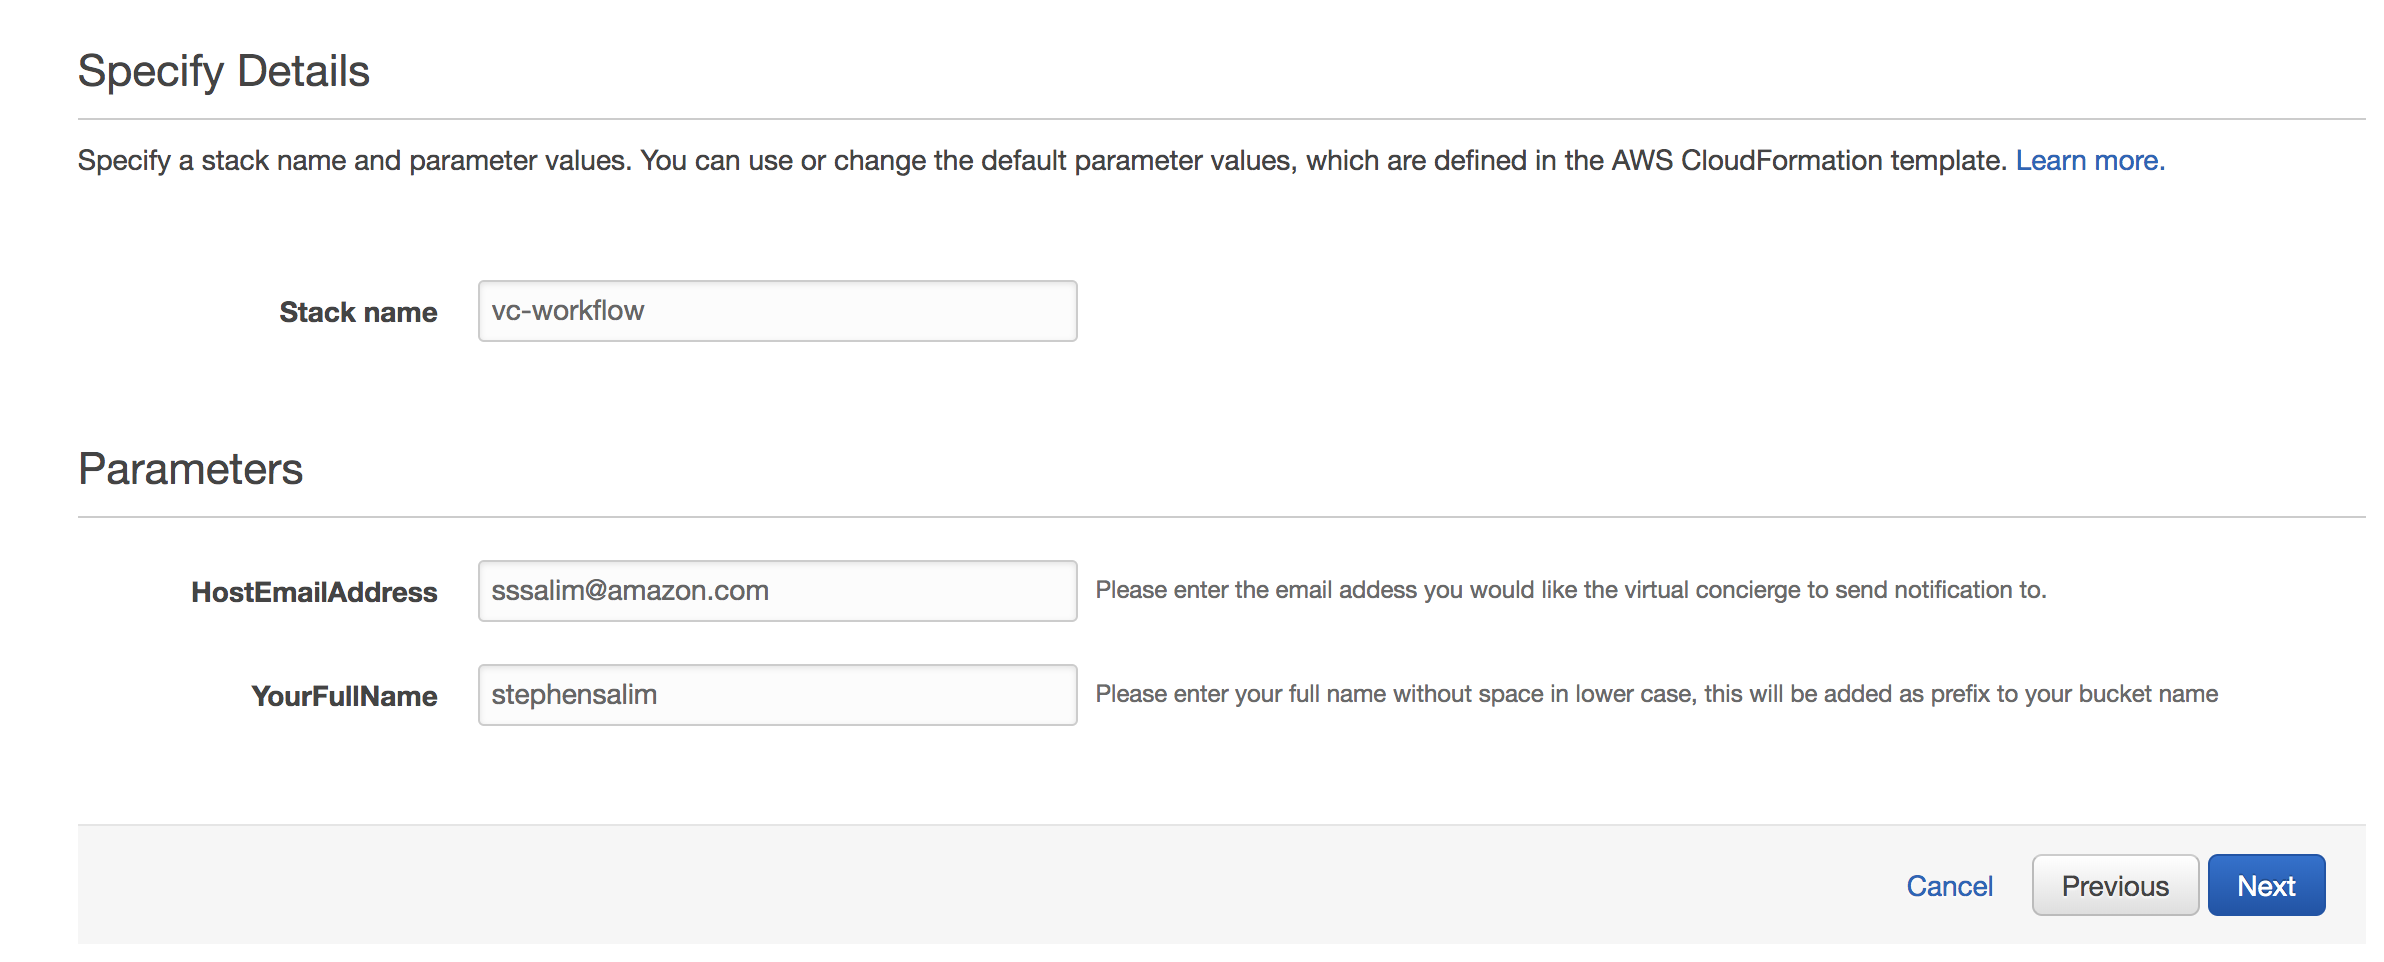 Specify Details
Specify a stack name and parameter values. You can use or change the default parameter values, which are defined in the AWS CloudFormation template. Learn more.
Stack name vc-workflow
Parameters
HostEmailAddress sssalim@amazon.com Please enter the email addess you would like the virtual concierge to send notification to.
YourFullName stephensalim Please enter your full name without space in lower case, this will be added as prefix to your bucket name
Cancel Previous Next